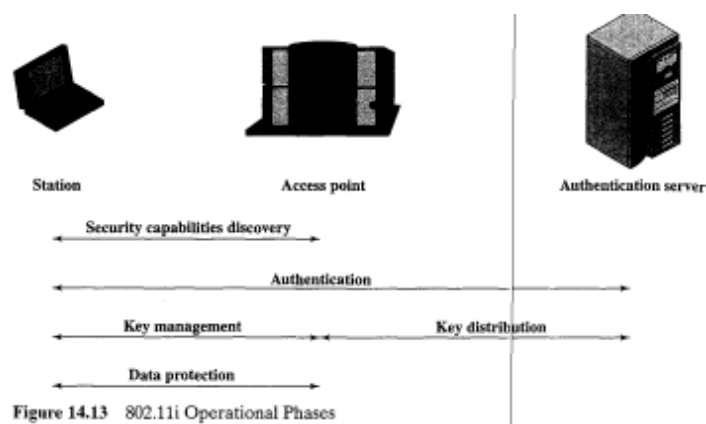 Station Access point Authentication server
Security capabilities discovery
Authentication
Key management Key distribution
Data protection
Figure 14.13 802.11i Operational Phases